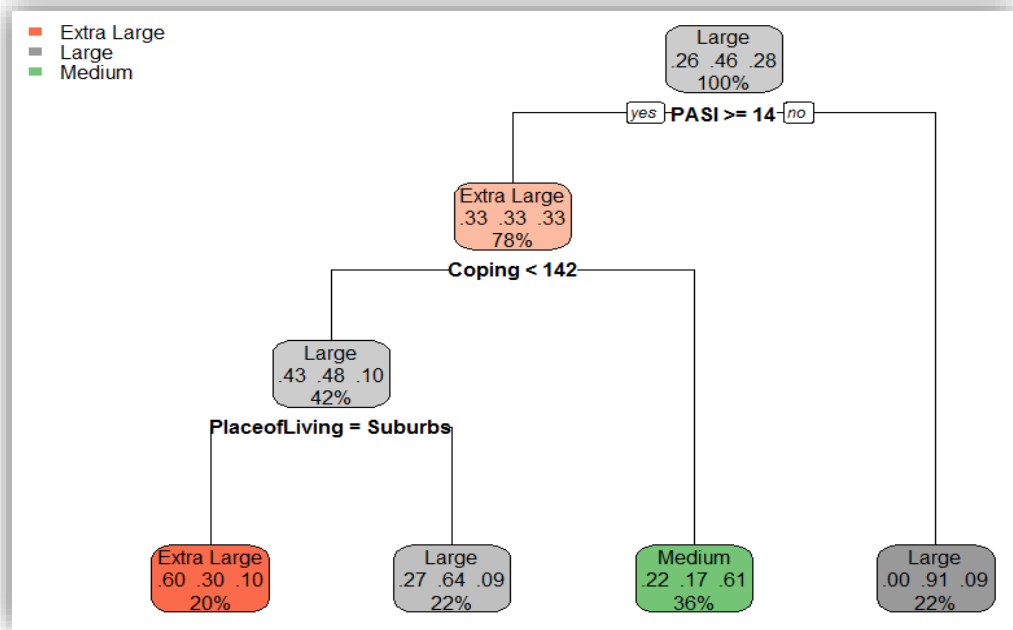 Extra Large
Large
Medium
Large
.26 .46 .28
100%
yes PASI >= 14 no
Extra Large
.33 .33 .33
78%
Coping < 142
Large
.43 .48 .10
42%
PlaceofLiving = Suburbs
Extra Large
.60 .30 .10
20%
Large
.27 .64 .09
22%
Medium
.22 .17 .61
36%
Large
.00 .91 .09
22%